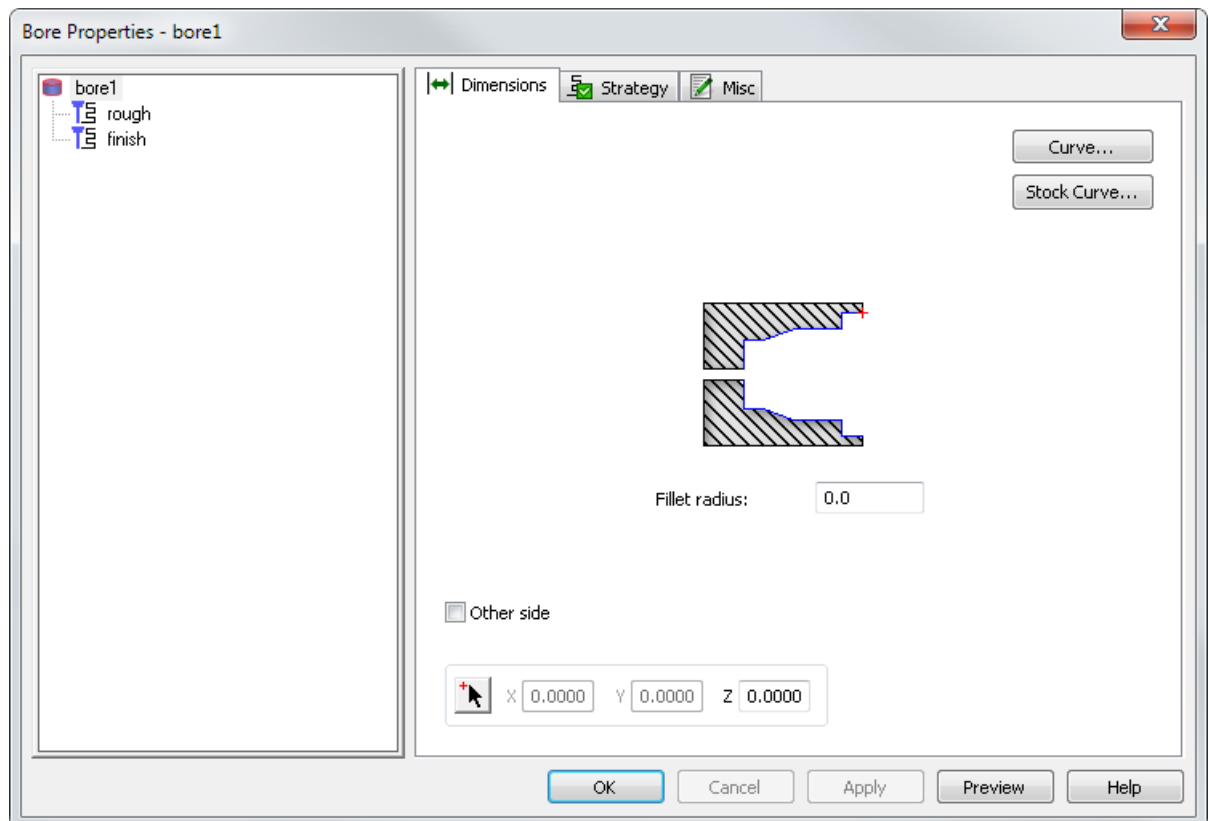 Bore Properties - bore1
bore1
rough
finish
Dimensions Strategy Misc
Curve...
Stock Curve...
Fillet radius: 0.0
Other side
X 0.0000 Y 0.0000 Z 0.0000
OK Cancel Apply Preview Help